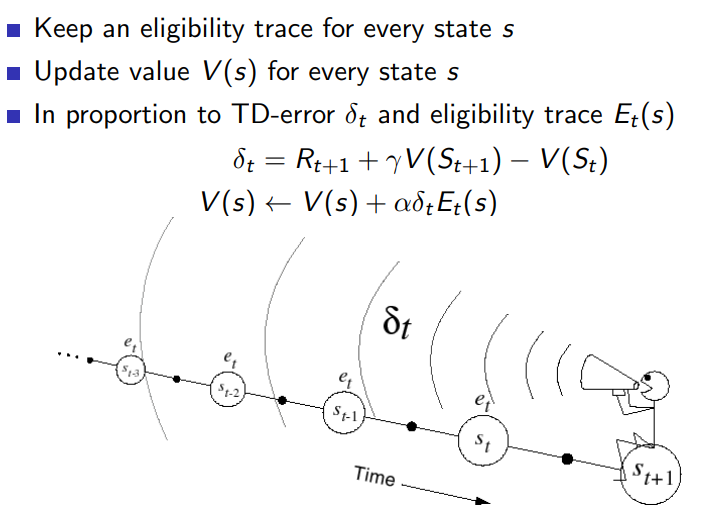 Keep an eligibility trace for every state s
Update value V(s) for every state s
In proportion to TD-error δₜ and eligibility trace Eₜ(s)
δₜ = Rₜ₊₁ + γV(Sₜ₊₁) − V(Sₜ)
V(s) ← V(s) + αδₜEₜ(s)
δₜ
eₜ
eₜ
eₜ
eₜ
...
sₜ₋₃
sₜ₋₂
sₜ₋₁
sₜ
sₜ₊₁
Time